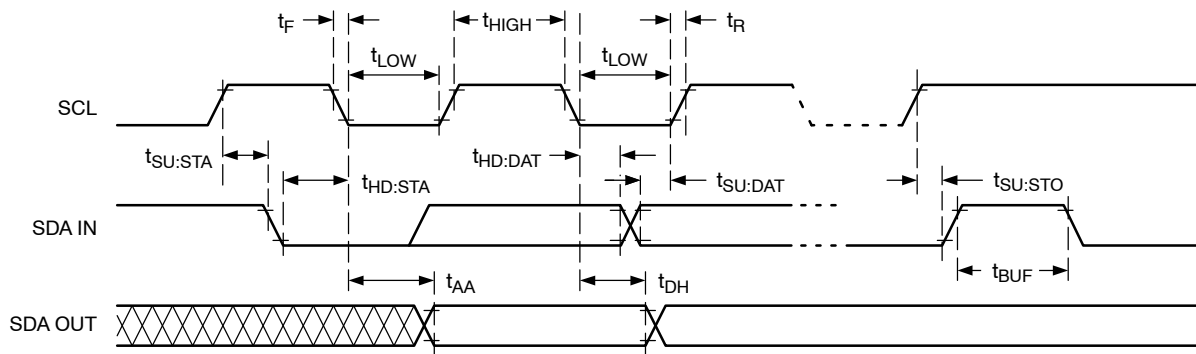 tF tHIGH tR
tLOW tLOW
SCL
tSU:STA tHD:DAT
tHD:STA tSU:DAT tSU:STO
SDA IN
tAA tDH tBUF
SDA OUT